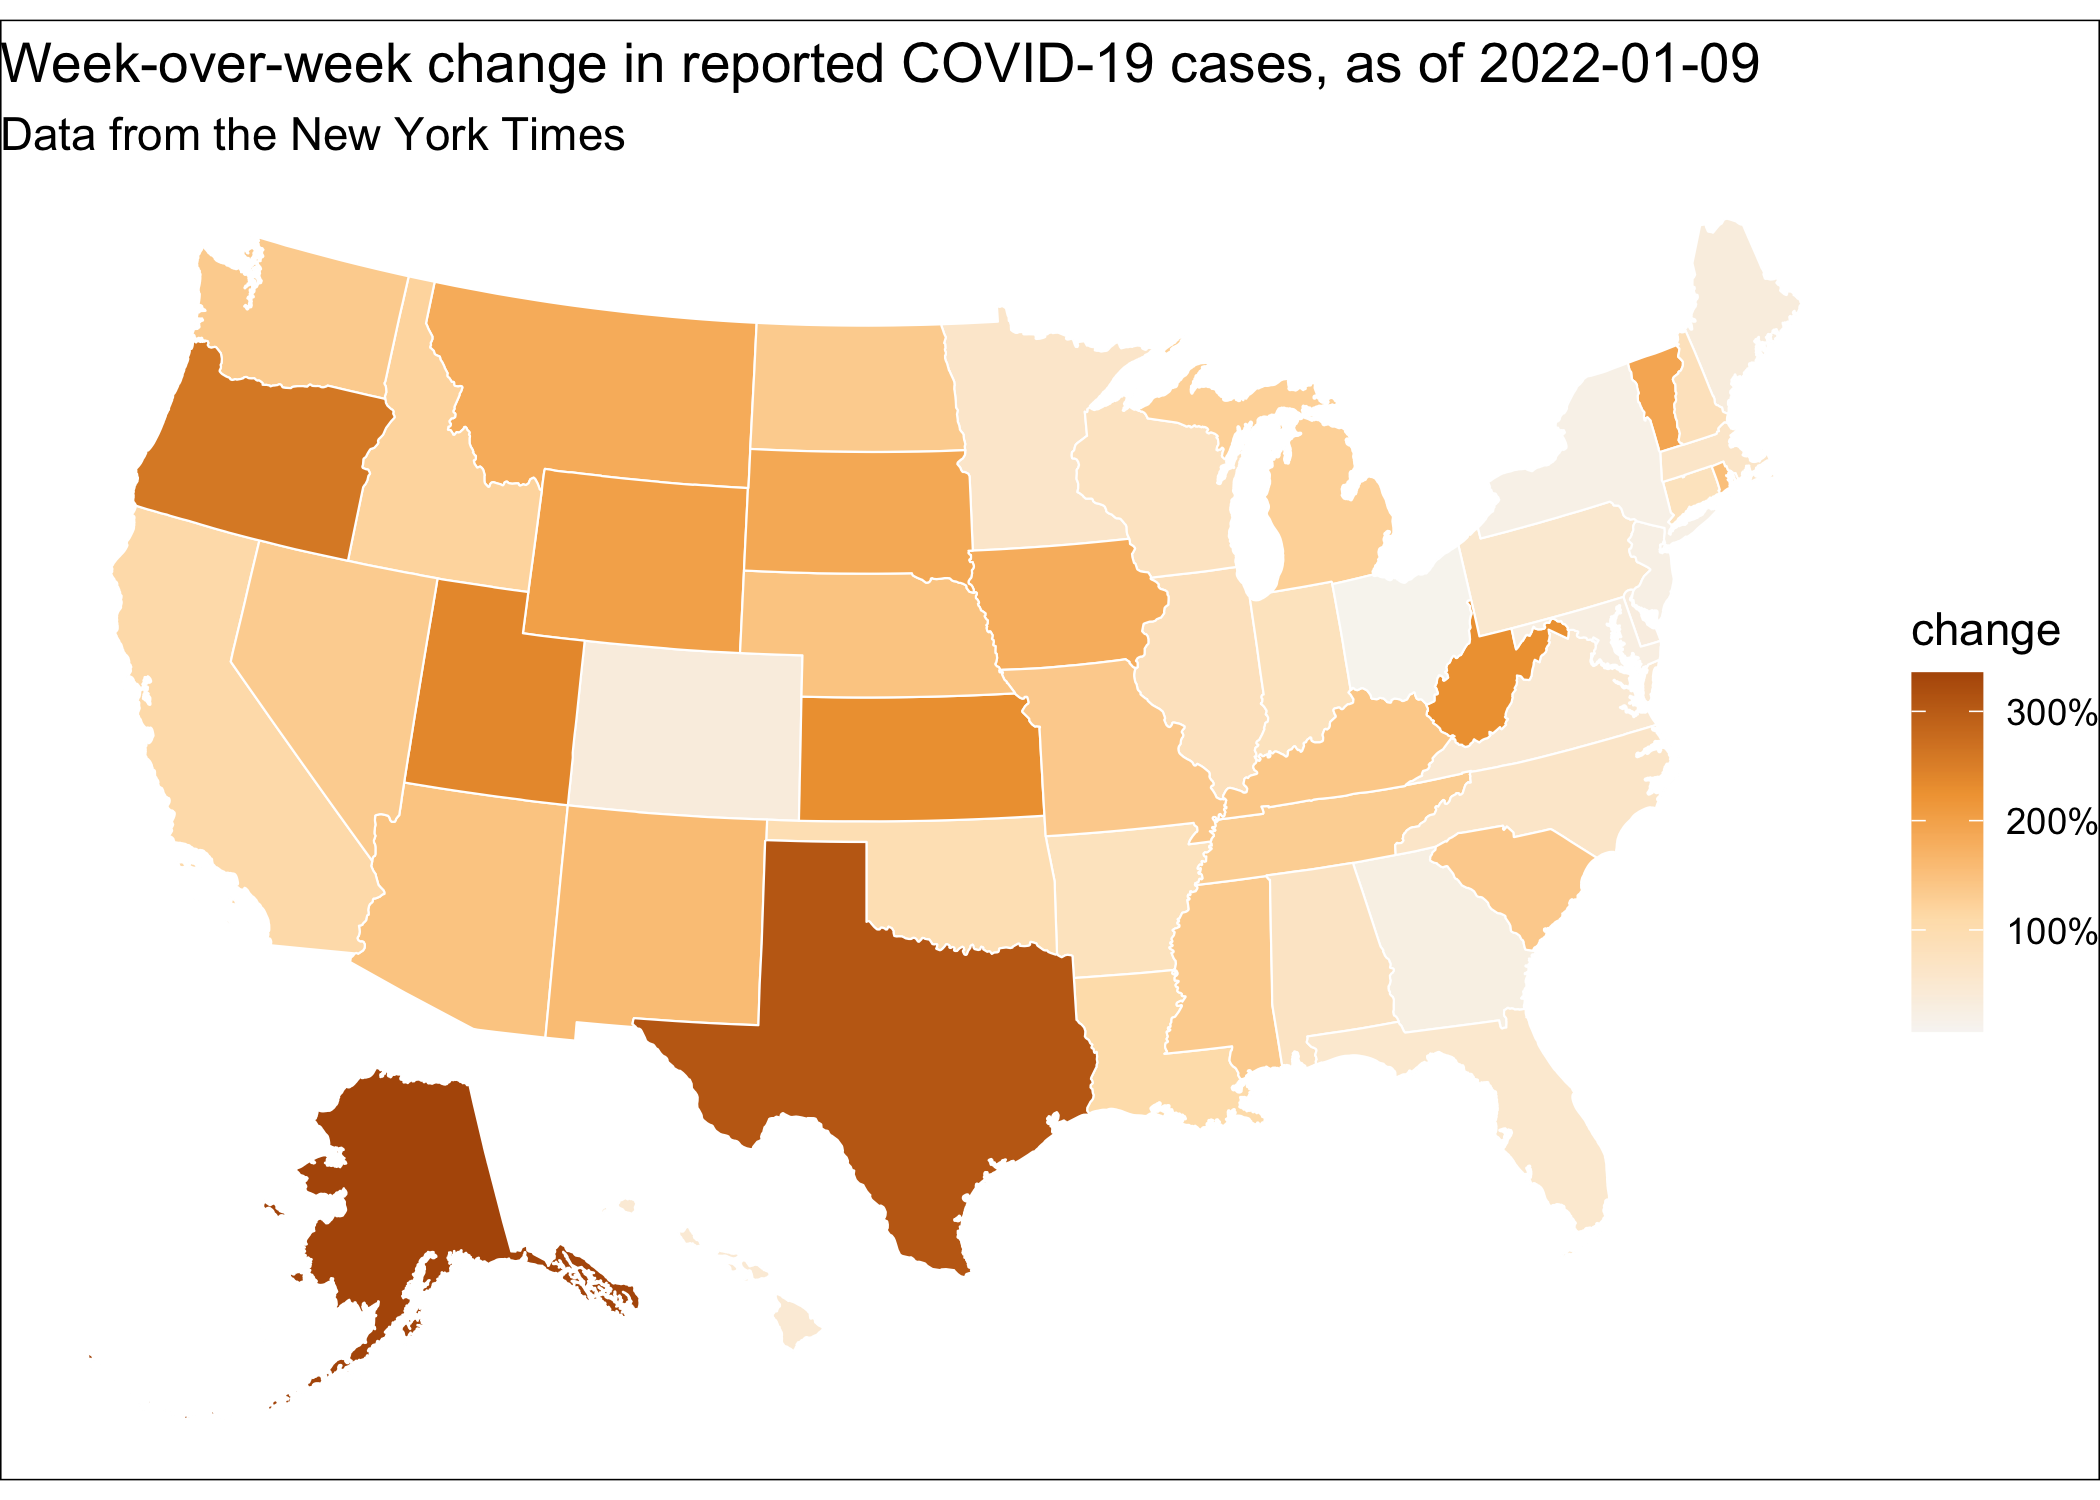 Week-over-week change in reported COVID-19 cases, as of 2022-01-09
Data from the New York Times
change
300%
200%
100%